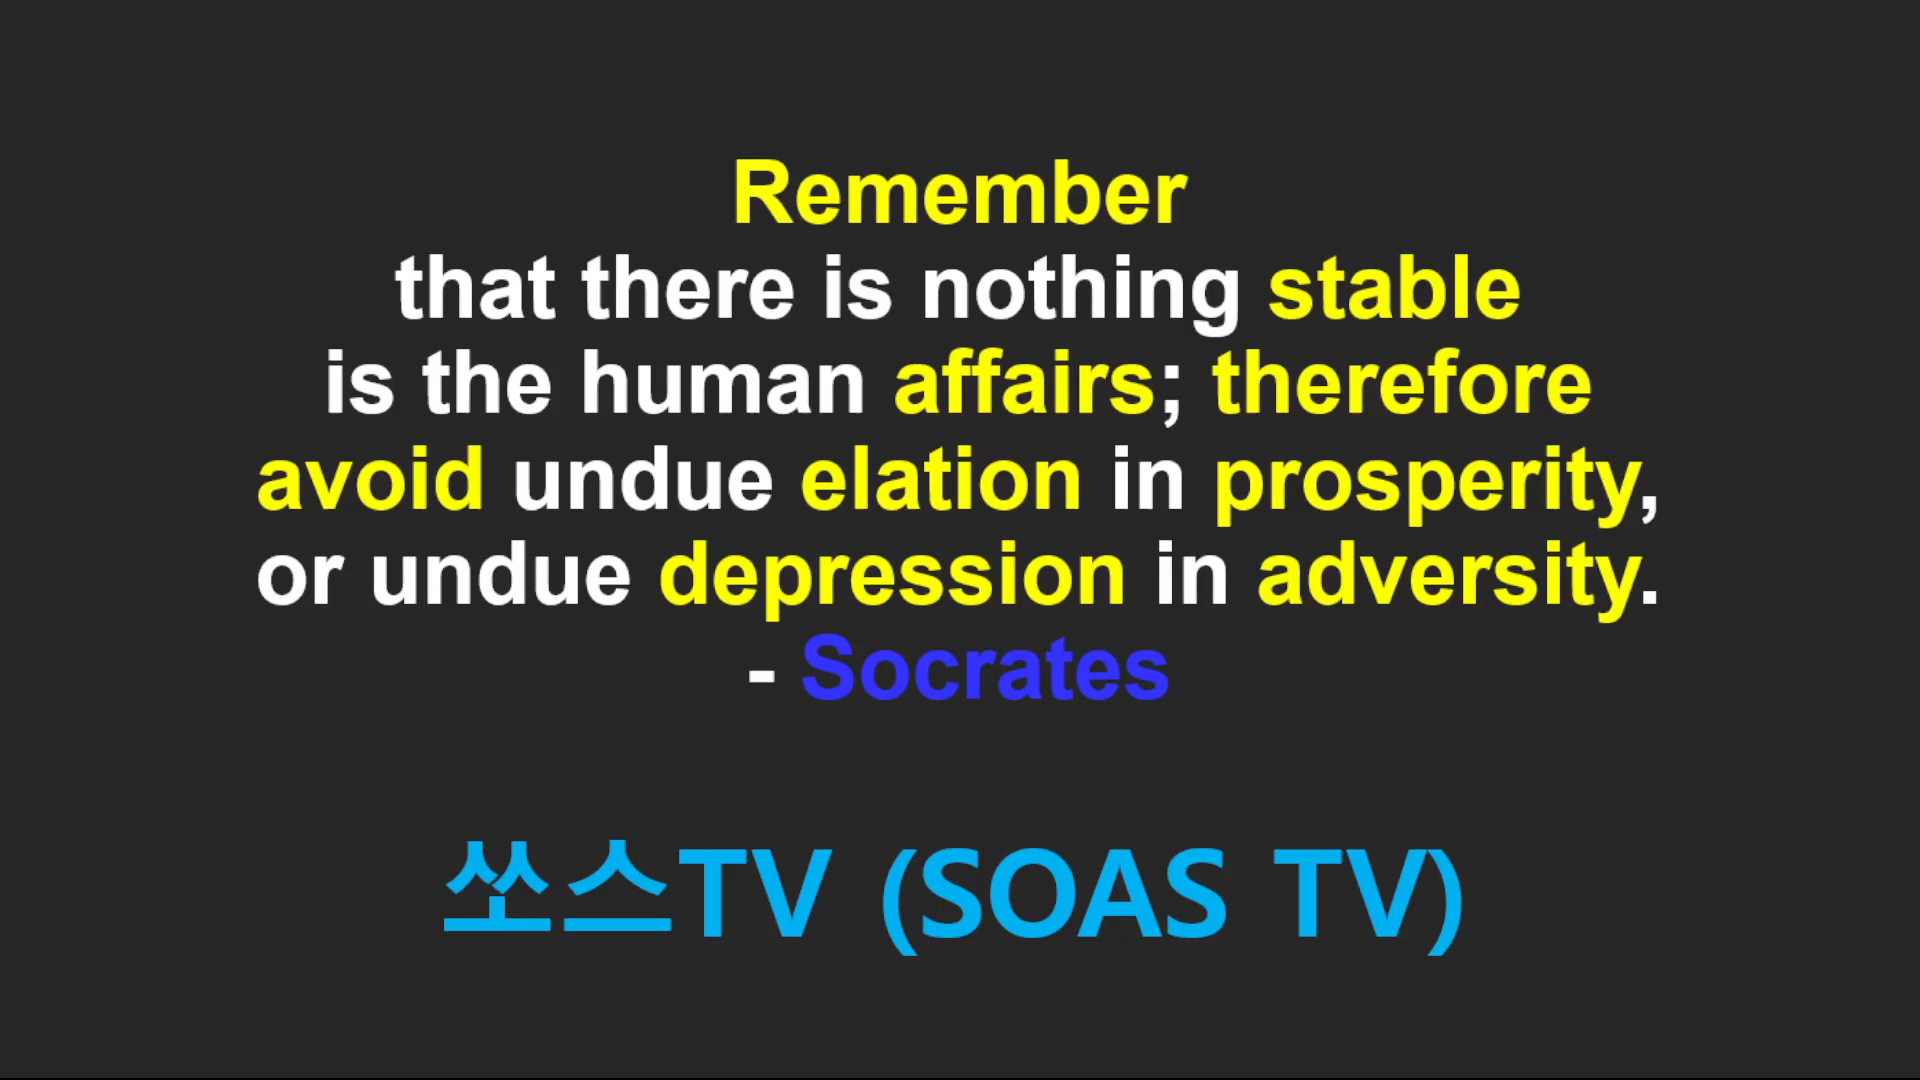 Remember
that there is nothing stable
is the human affairs; therefore
avoid undue elation in prosperity,
or undue depression in adversity.
- Socrates
쏘스TV (SOAS TV)